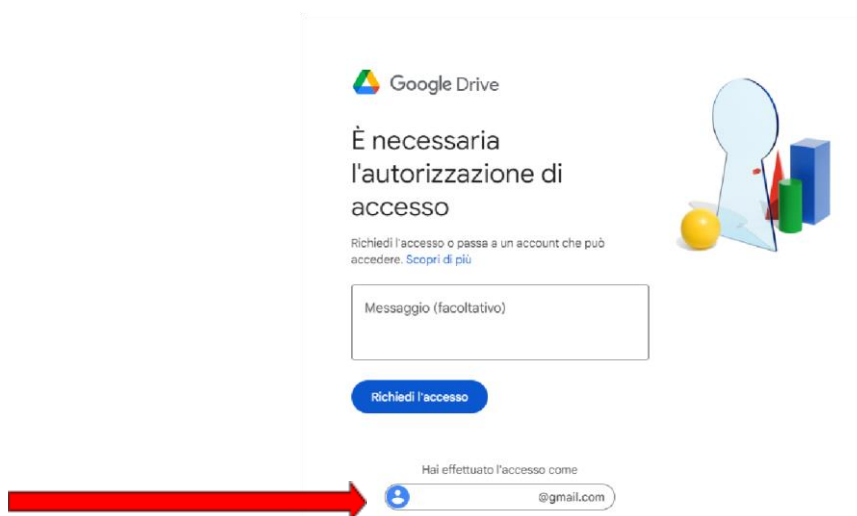 Google Drive
È necessaria
l'autorizzazione di
accesso
Richiedi l'accesso o passa a un account che può
accedere. Scopri di più
Messaggio (facoltativo)
Richiedi l'accesso
Hai effettuato l'accesso come
@gmail.com